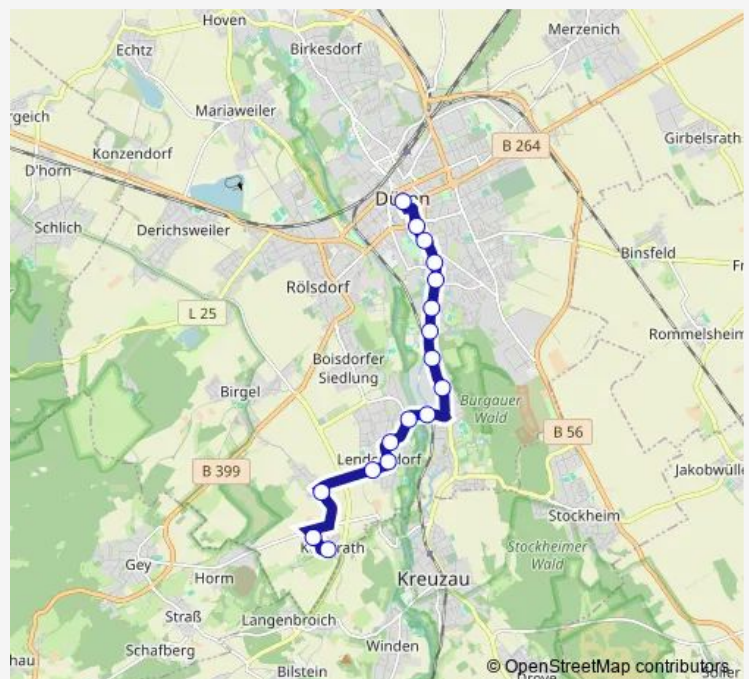 Hoven
Merzenich
Echtz
Birkesdorf
rgeich
Mariaweiler
Girbelsrath
Konzendorf
B 264
D'horn
Schlich
Derichsweiler
Binsfeld
Rölsdorf
L 25
Rommelsheim
Boisdorfer
Siedlung
Birgel
Burgauer
Wald
B 56
B 399
Jakobwülle
Stockheim
Gey
Horm
Stockheimer
Wald
Kreuzau
Straß
Langenbroich
Schafberg
Winden
hau
Bilstein
© OpenStreetMap contributors